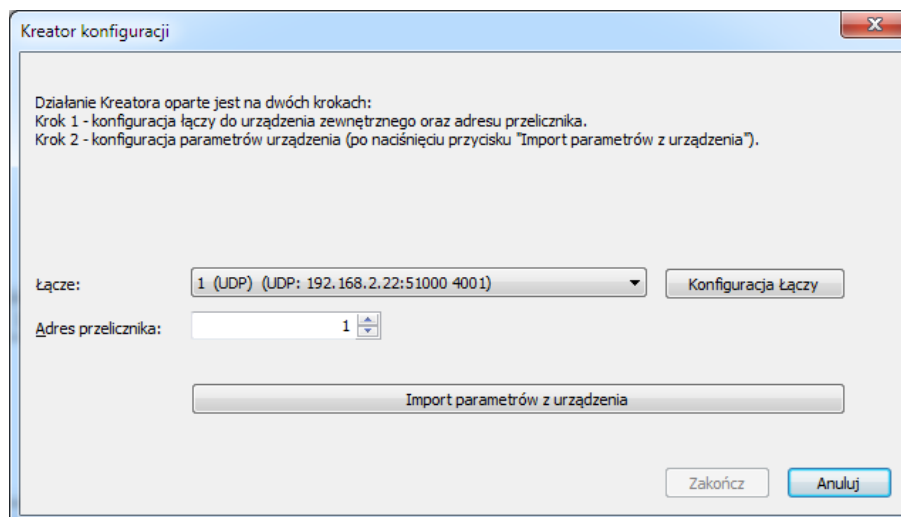 Kreator konfiguracji
Działanie Kreatora oparte jest na dwóch krokach:
Krok 1 - konfiguracja łączy do urządzenia zewnętrznego oraz adresu przelicznika.
Krok 2 - konfiguracja parametrów urządzenia (po naciśnięciu przycisku "Import parametrów z urządzenia").
Łącze: 1 (UDP) (UDP: 192.168.2.22:51000 4001) Konfiguracja Łączy
Adres przelicznika: 1
Import parametrów z urządzenia
Zakończ Anuluj